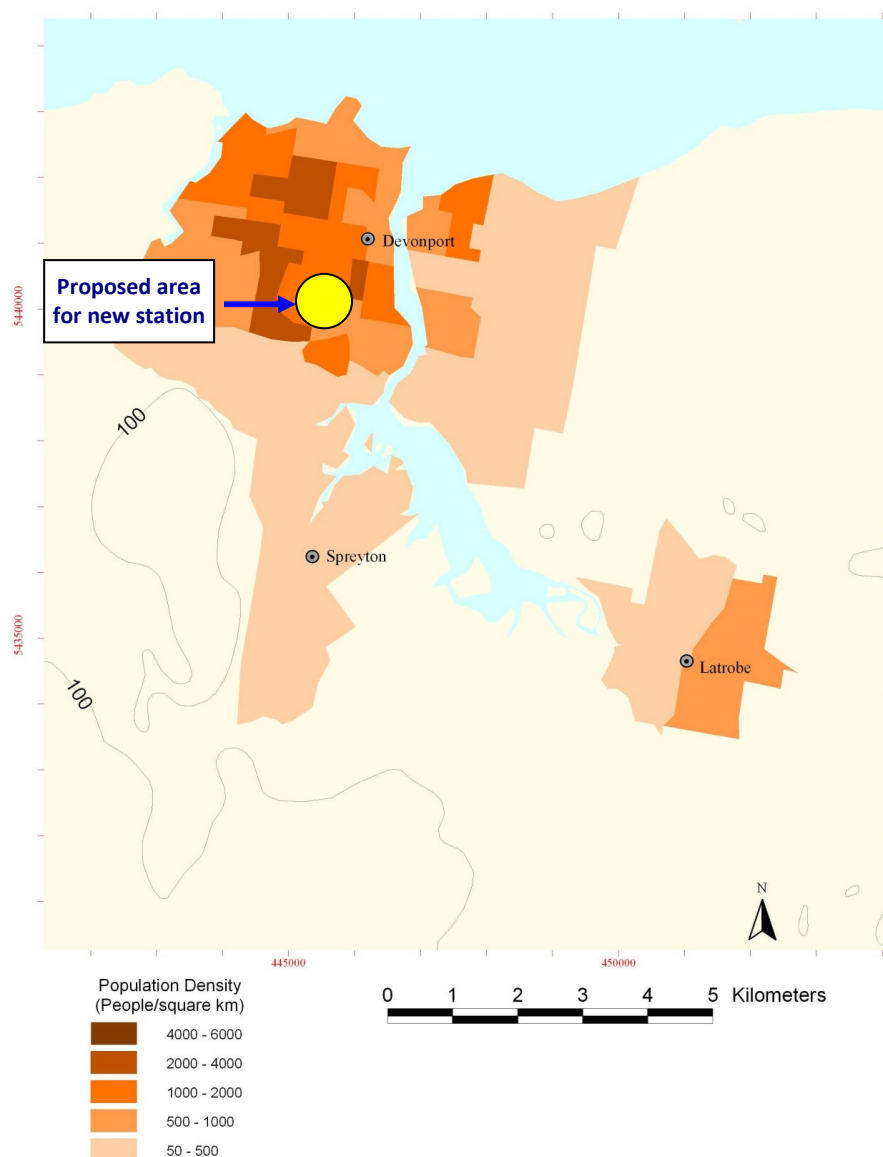 Devonport
Proposed area
for new station
5440000
100
Spreyton
5435000
Latrobe
100
N
445000
450000
Population Density
(People/square km)
0 1 2 3 4 5 Kilometers
4000 - 6000
2000 - 4000
1000 - 2000
500 - 1000
50 - 500